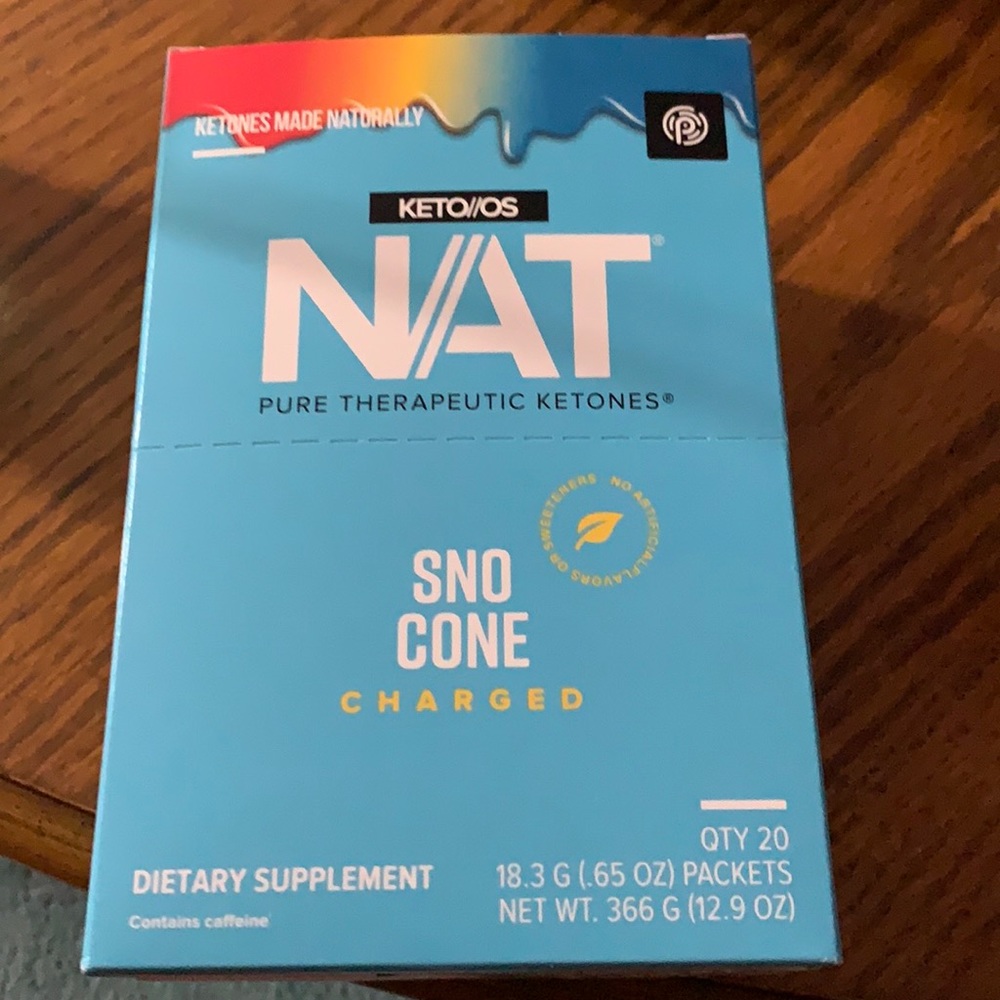 KETONES MADE NATURALLY
P
KETO//OS
NAT®
PURE THERAPEUTIC KETONES®
NO ARTIFICIAL FLAVORS OR SWEETENERS
SNO
CONE
CHARGED
QTY 20
18.3 G (.65 OZ) PACKETS
NET WT. 366 G (12.9 OZ)
DIETARY SUPPLEMENT
Contains caffeine